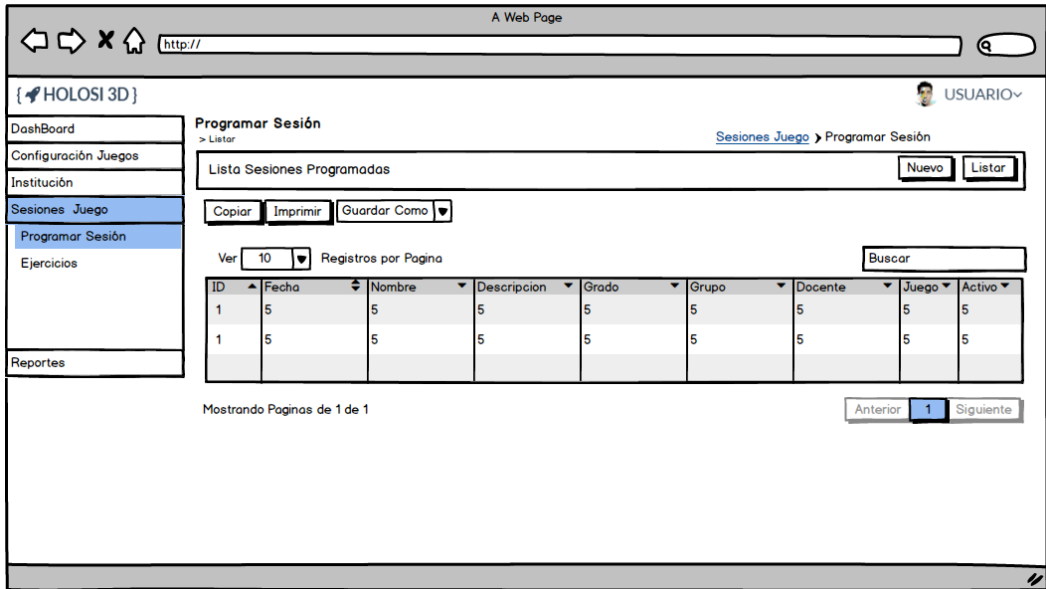 A Web Page
http://
{ HOLOSI 3D }
USUARIO
DashBoard
Configuración Juegos
Institución
Sesiones Juego
Programar Sesión
Ejercicios
Reportes
Programar Sesión
> Listar
Sesiones Juego Programar Sesión
Lista Sesiones Programadas
Nuevo Listar
Copiar Imprimir Guardar Como
Ver 10 Registros por Pagina
Buscar
ID Fecha Nombre Descripcion Grado Grupo Docente Juego Activo
1 5 5 5 5 5 5 5 5
1 5 5 5 5 5 5 5 5
Mostrando Paginas de 1 de 1
Anterior 1 Siguiente